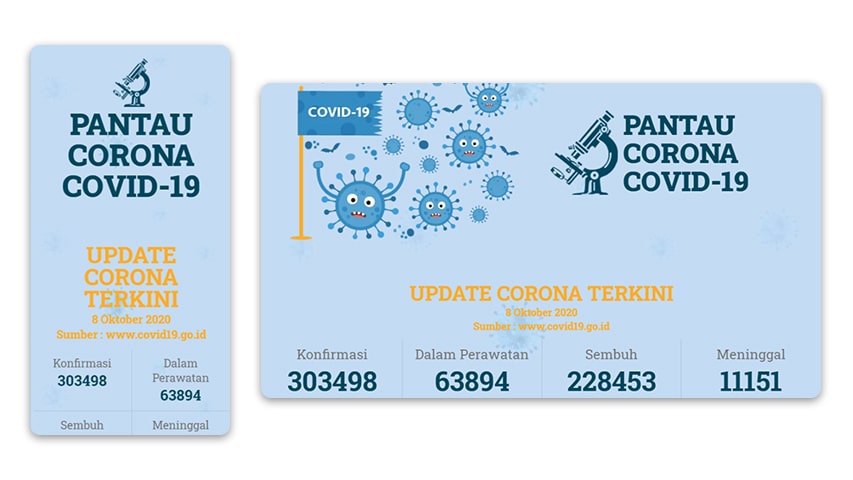 PANTAU
CORONA
COVID-19
UPDATE
CORONA
TERKINI
8 Oktober 2020
Sumber : www.covid19.go.id
Konfirmasi
303498
Dalam
Perawatan
63894
Sembuh
Meninggal
COVID-19
PANTAU
CORONA
COVID-19
UPDATE CORONA TERKINI
8 Oktober 2020
Sumber : www.covid19.go.id
Konfirmasi
303498
Dalam Perawatan
63894
Sembuh
228453
Meninggal
11151